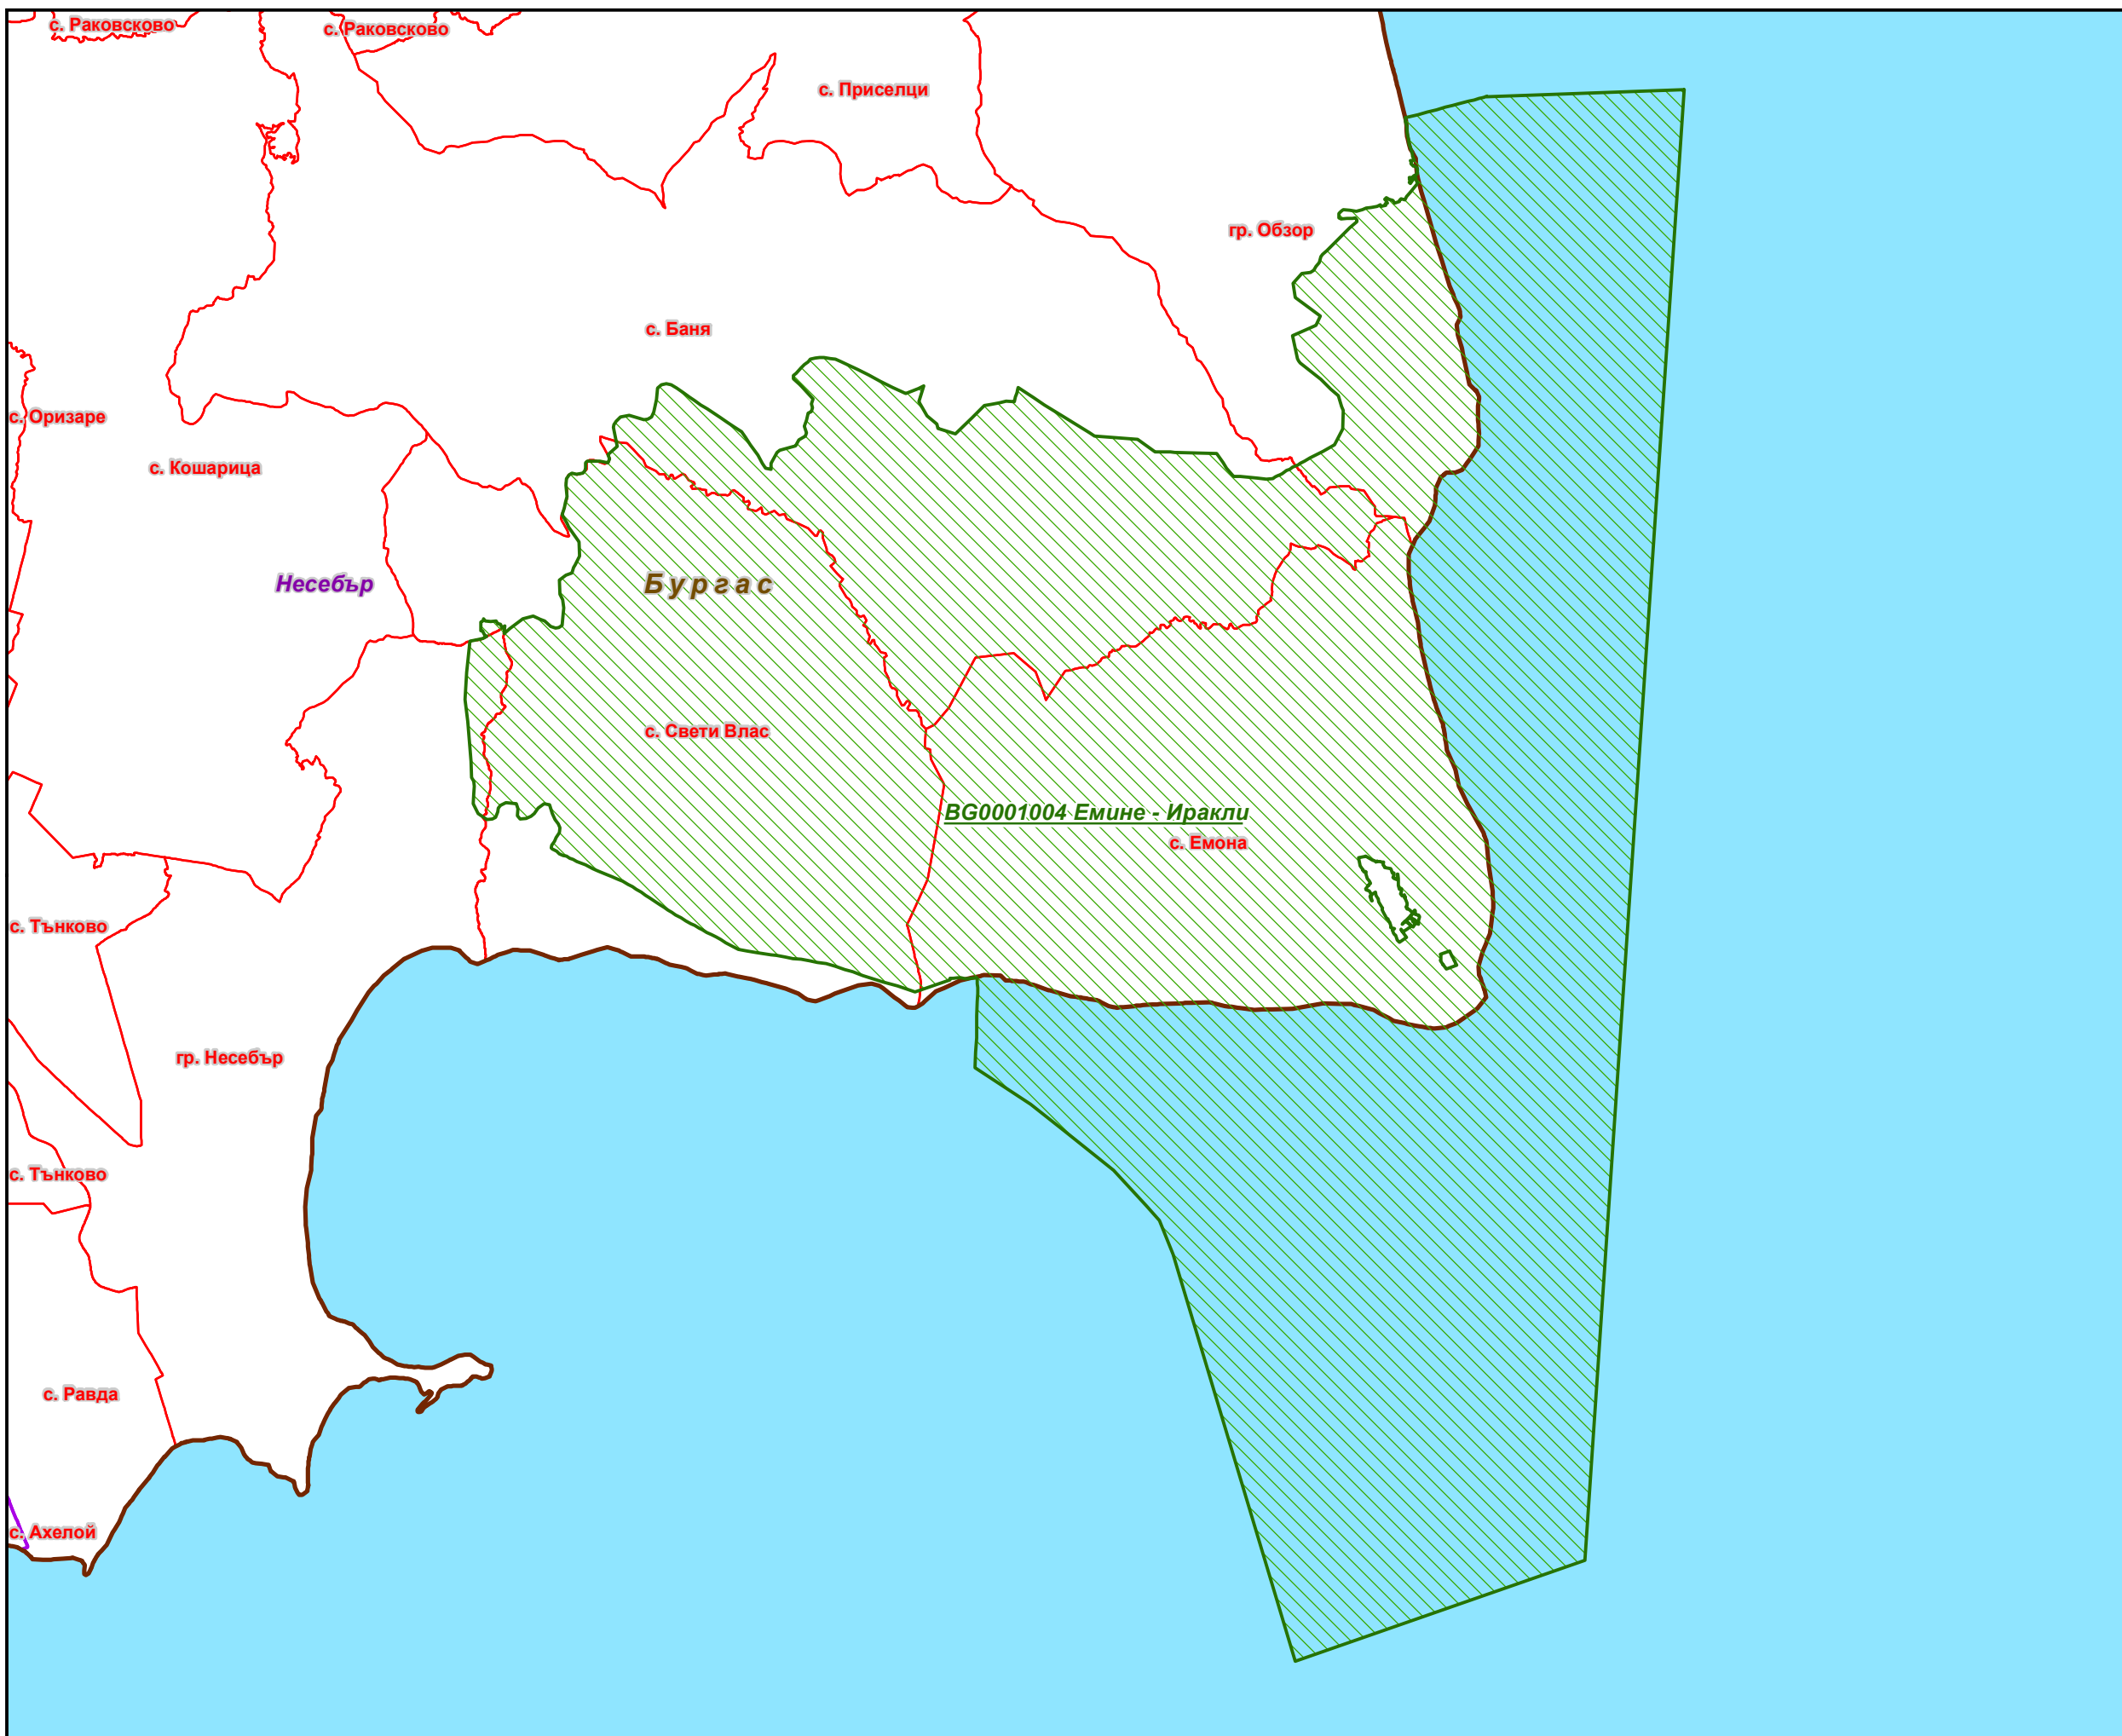 с. Раковсково
с. Раковсково
с. Приселци
гр. Обзор
с. Баня
с. Оризаре
с. Кошарица
Несебър
Бургас
с. Свети Влас
BG0001004 Емине - Иракли
с. Емона
с. Тънково
гр. Несебър
с. Тънково
с. Равда
с. Ахелой